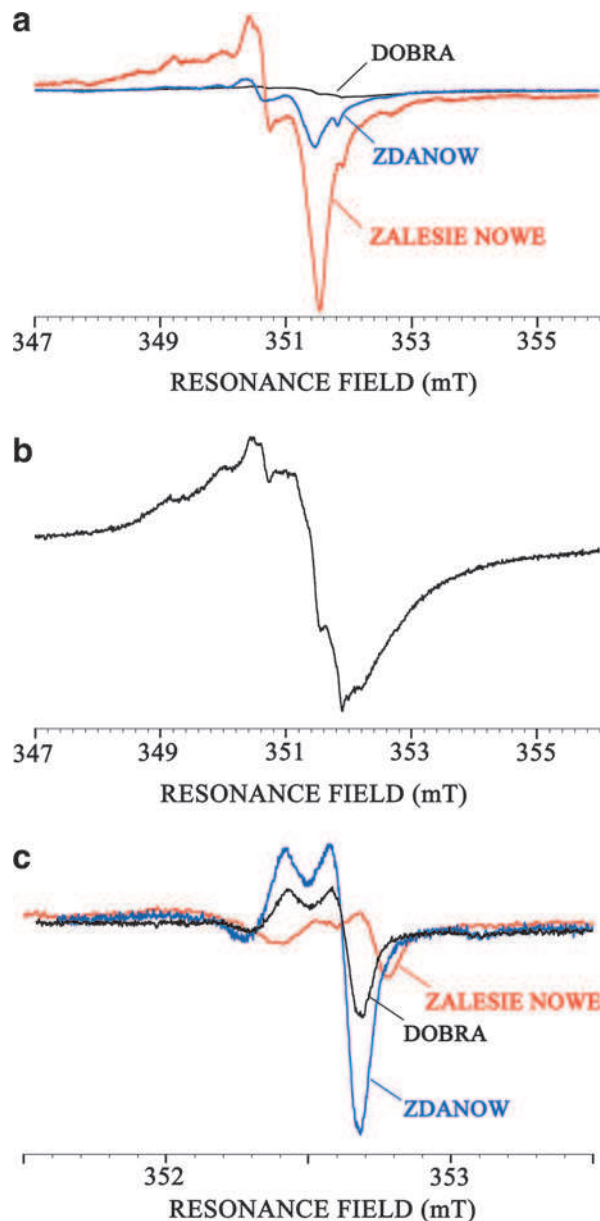 a
DOBRA
ZDANOW
ZALESIE NOWE
347 349 351 353 355
RESONANCE FIELD (mT)
b
347 349 351 353 355
RESONANCE FIELD (mT)
c
ZALESIE NOWE
DOBRA
ZDANOW
352 353
RESONANCE FIELD (mT)